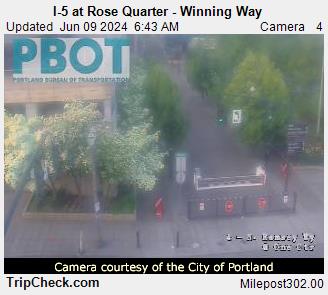 I-5 at Rose Quarter - Winning Way
Updated Jun 09 2024 6:43 AM Camera 4
PBOT
PORTLAND BUREAU OF TRANSPORTATION
Camera courtesy of the City of Portland
TripCheck.com Milepost302.00